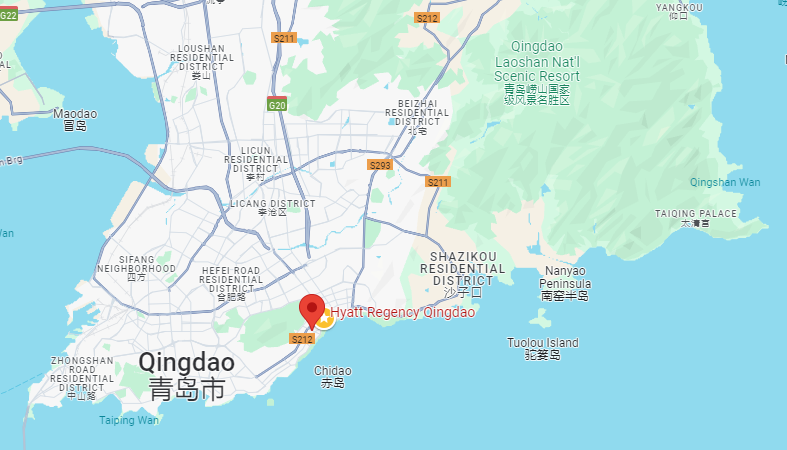 G22
S212
YANGKOU
仰口
S211
LOUSHAN
RESIDENTIAL
DISTRICT
娄山
Qingdao
Laoshan Nat'l
Scenic Resort
青岛崂山国家
级风景名胜区
G20
BEIZHAI
RESIDENTIAL
DISTRICT
北宅
Maodao
冒岛
LICUN
RESIDENTIAL
DISTRICT
李村
S293
S211
Qingshan Wan
LICANG DISTRICT
李沧区
TAIQING PALACE
太清宫
SIFANG
NEIGHBORHOOD
四方
HEFEI ROAD
RESIDENTIAL
DISTRICT
合肥路
SHAZIKOU
RESIDENTIAL
DISTRICT
沙子口
Nanyao
Peninsula
南窑半岛
Hyatt Regency Qingdao
S212
Tuolou Island
驼篓岛
Qingdao
青岛市
Chidao
赤岛
ZHONGSHAN
ROAD
RESIDENTIAL
DISTRICT
中山路
Taiping Wan